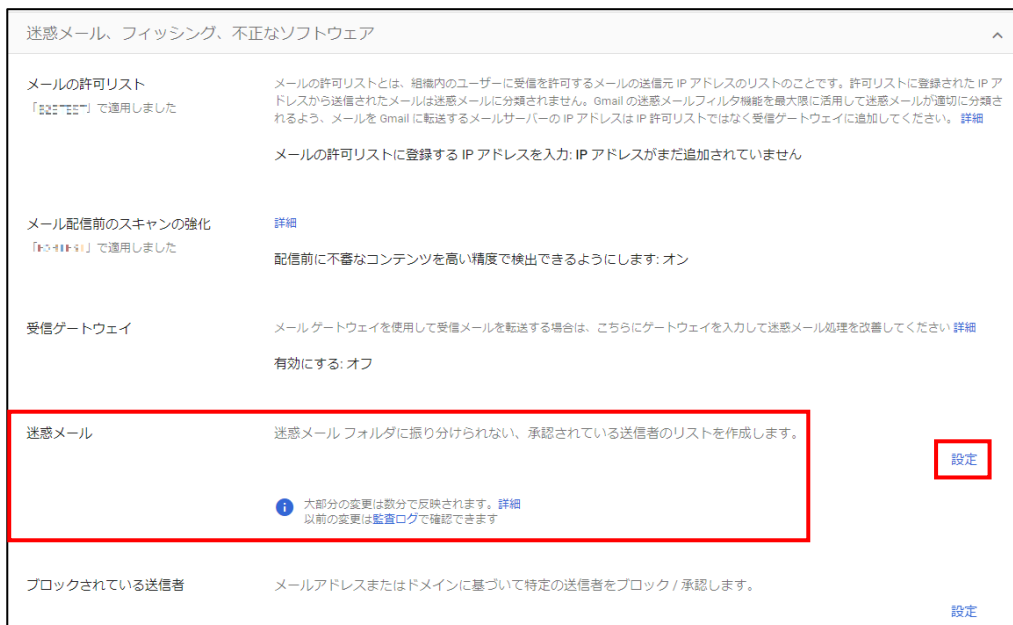 迷惑メール、フィッシング、不正なソフトウェア
メールの許可リスト
「」で適用しました
メールの許可リストとは、組織内のユーザーに受信を許可するメールの送信元 IP アドレスのリストのことです。許可リストに登録された IP ア
ドレスから送信されたメールは迷惑メールに分類されません。Gmail の迷惑メールフィルタ機能を最大限に活用して迷惑メールが適切に分類さ
れるよう、メールを Gmail に転送するメールサーバーの IP アドレスは IP 許可リストではなく受信ゲートウェイに追加してください。 詳細
メールの許可リストに登録する IP アドレスを入力: IP アドレスがまだ追加されていません
メール配信前のスキャンの強化
「」で適用しました
詳細
配信前に不審なコンテンツを高い精度で検出できるようにします: オン
受信ゲートウェイ
メール ゲートウェイを使用して受信メールを転送する場合は、こちらにゲートウェイを入力して迷惑メール処理を改善してください 詳細
有効にする: オフ
迷惑メール
迷惑メール フォルダに振り分けられない、承認されている送信者のリストを作成します。
設定
大部分の変更は数分で反映されます。詳細
以前の変更は監査ログで確認できます
ブロックされている送信者
メールアドレスまたはドメインに基づいて特定の送信者をブロック / 承認します。
設定